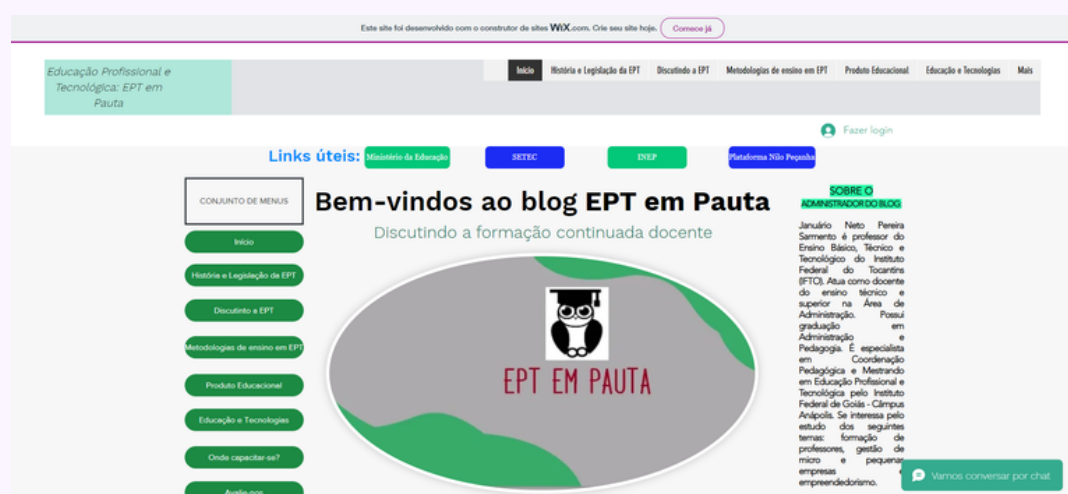 Este site foi desenvolvido com o construtor de sites WiX.com. Crie seu site hoje. Comece já
Educação Profissional e
Tecnológica: EPT em
Pauta
Início História e Legislação da EPT Discutindo a EPT Metodologias de ensino em EPT Produto Educacional Educação e Tecnologias Mais
Fazer login
Links úteis: Ministério da Educação SETEC INEP Plataforma Nilo Peçanha
CONJUNTO DE MENUS
Início
História e Legislação da EPT
Discutinto a EPT
Metodologias de ensino em EPT
Produto Educacional
Educação e Tecnologias
Onde capacitar-se?
Avalie-nos
Bem-vindos ao blog EPT em Pauta
Discutindo a formação continuada docente
EPT EM PAUTA
SOBRE O
ADMINISTRADOR DO BLOG
Januário Neto Pereira
Sarmento é professor do
Ensino Básico, Técnico e
Tecnológico do Instituto
Federal do Tocantins
(IFTO). Atua como docente
do ensino técnico e
superior na Área de
Administração. Possui
graduação em
Administração e
Pedagogia. É especialista
em Coordenação
Pedagógica e Mestrando
em Educação Profissional e
Tecnológica pelo Instituto
Federal de Goiás - Câmpus
Anápolis. Se interessa pelo
estudo dos seguintes
temas: formação de
professores, gestão de
micro e pequenas
empresas e
empreendedorismo.
Vamos conversar por chat